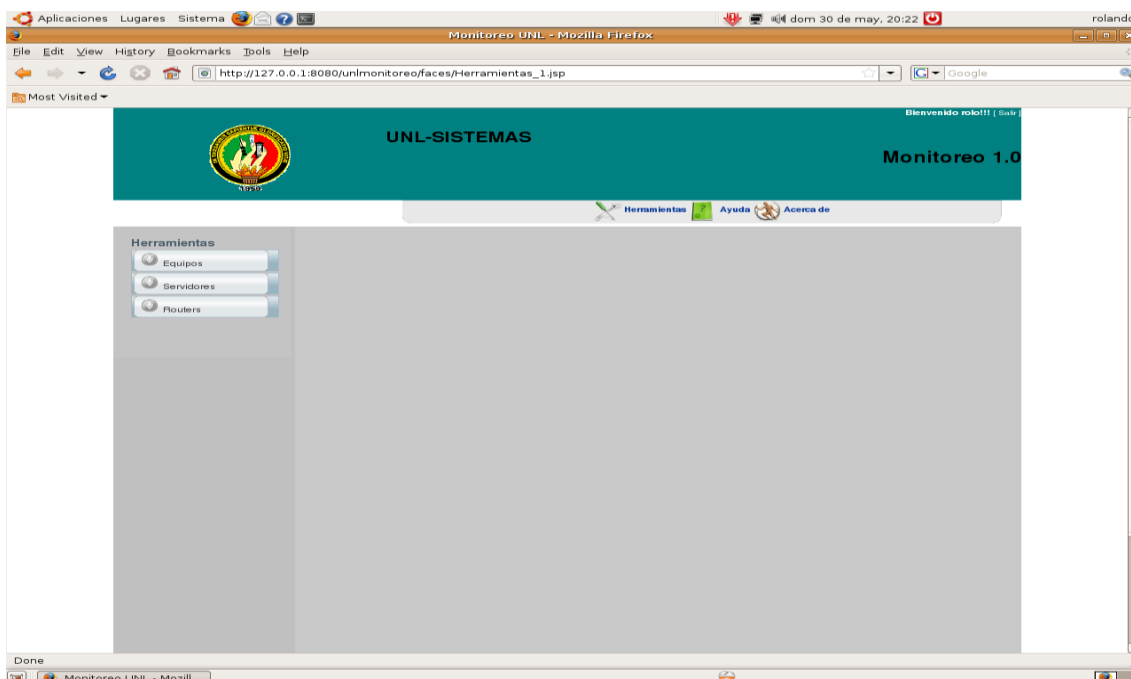 Aplicaciones Lugares Sistema dom 30 de may, 20:22 rolando
Monitoreo UNL - Mozilla Firefox
File Edit View History Bookmarks Tools Help
http://127.0.0.1:8080/unlmonitoreo/faces/Herramientas_1.jsp Google
Most Visited
Bienvenido rolo!!! [ Salir ]
UNL-SISTEMAS
Monitoreo 1.0
1859
Herramientas Ayuda Acerca de
Herramientas
Equipos
Servidores
Routers
Done
Monitoreo UNL - Mozill...